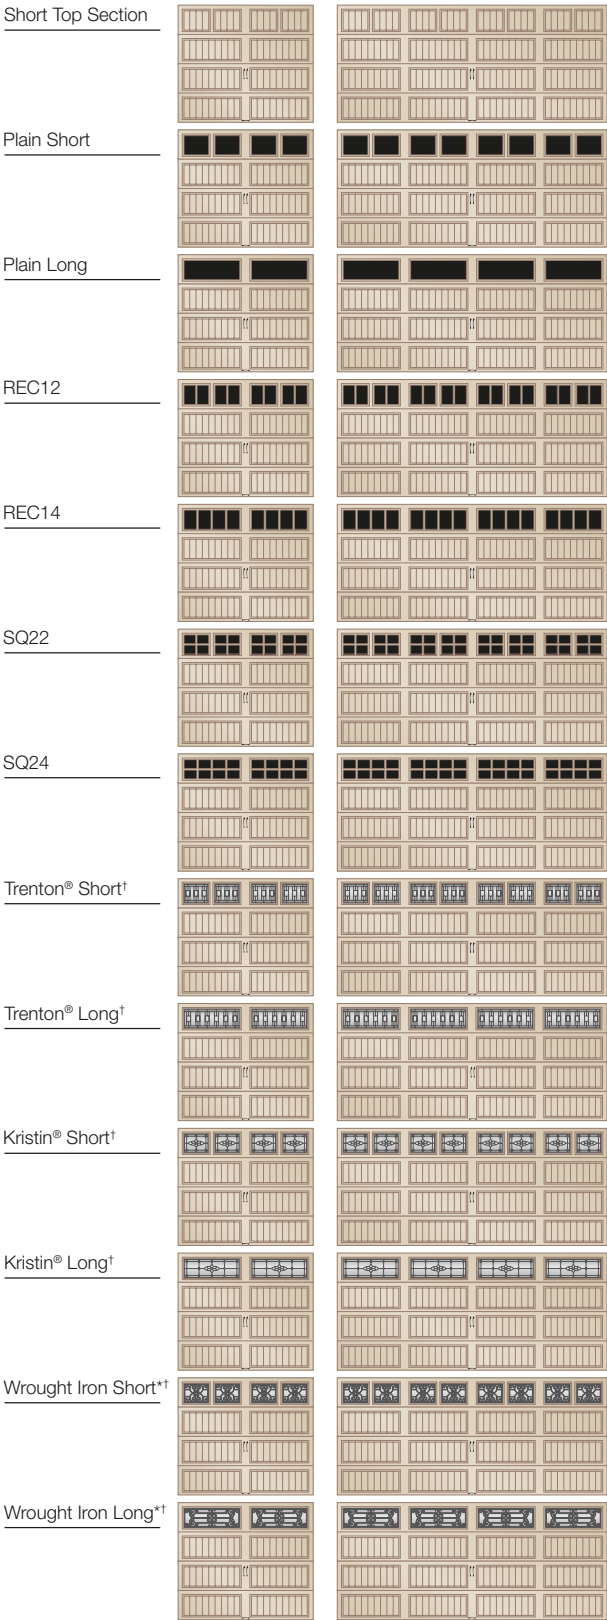 Short Top Section
Plain Short
Plain Long
REC12
REC14
SQ22
SQ24
Trenton® Short†
Trenton® Long†
Kristin® Short†
Kristin® Long†
Wrought Iron Short*†
Wrought Iron Long*†